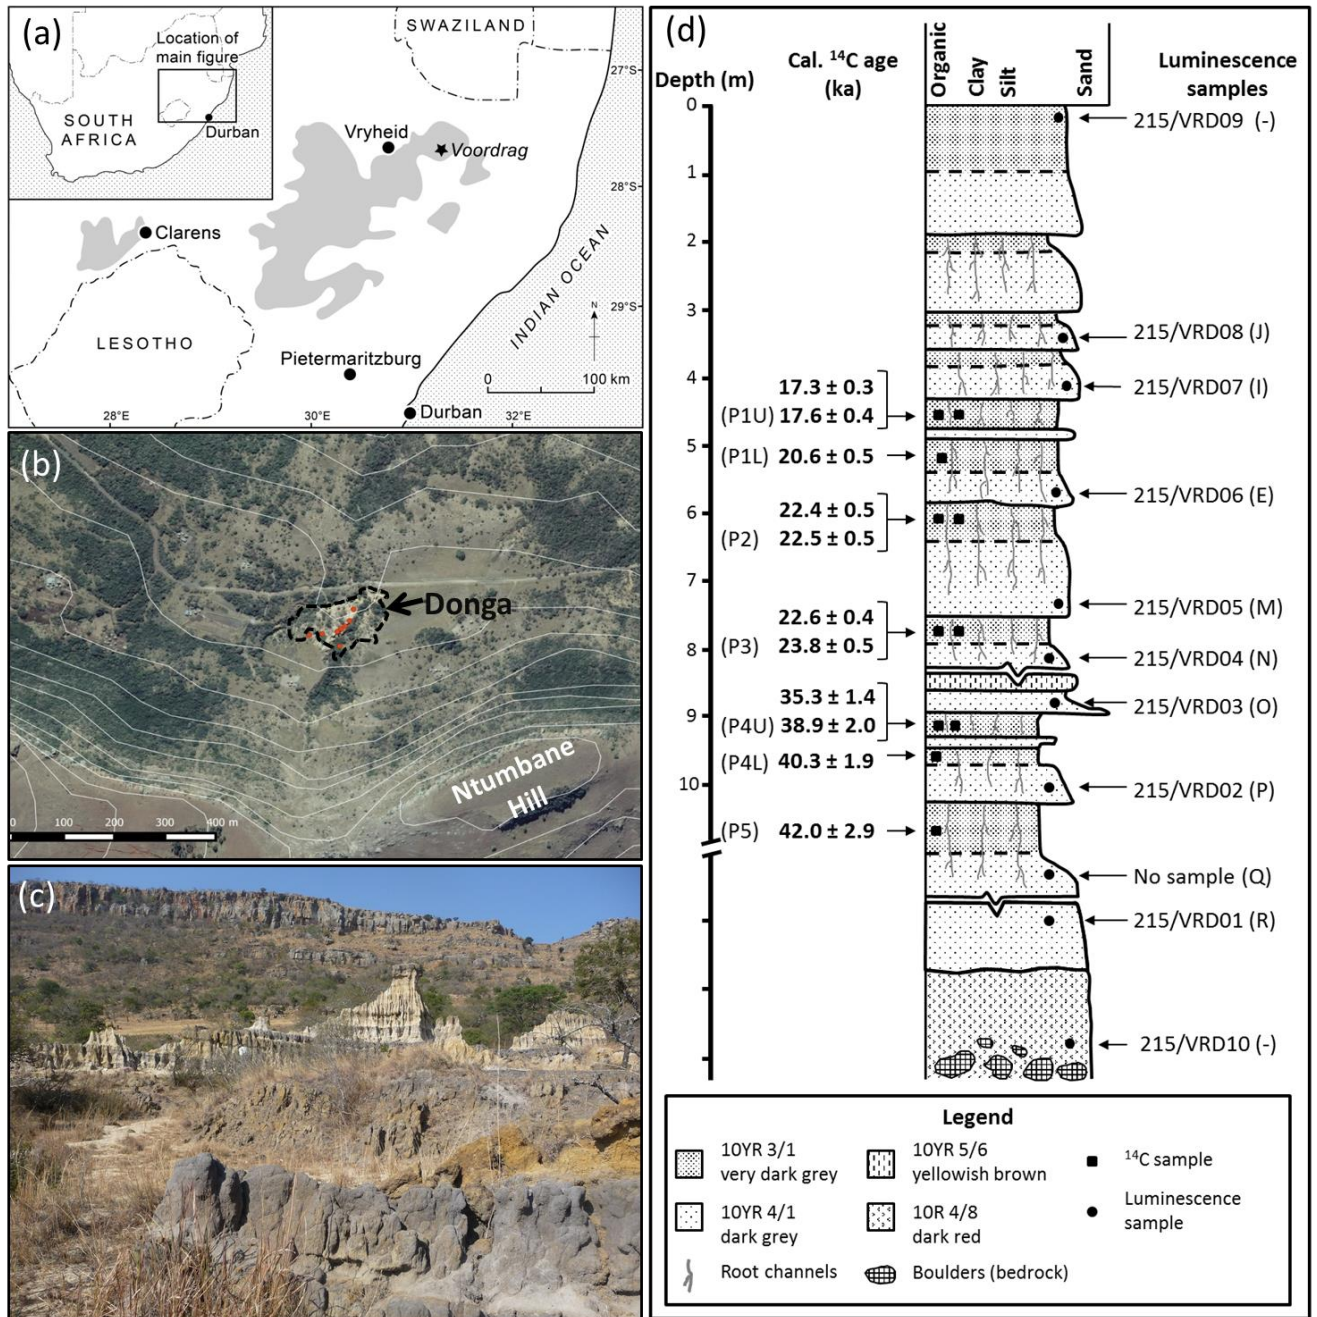 (a)
Location of
main figure
SOUTH
AFRICA
Durban
SWAZILAND
27°S
Vryheid
Voordrag
28°S
Clarens
INDIAN OCEAN
29°S
N
LESOTHO
Pietermaritzburg
0 100 km
Durban
28°E 30°E 32°E
(b)
Donga
Ntumbane
Hill
0 100 200 300 400 m
(c)
(d)
Depth (m)
Cal. ¹⁴C age
(ka)
Organic
Clay
Silt
Sand
Luminescence
samples
0
215/VRD09 (-)
1
2
3
215/VRD08 (J)
4
17.3 ± 0.3
215/VRD07 (I)
(P1U) 17.6 ± 0.4
5
(P1L) 20.6 ± 0.5
215/VRD06 (E)
6
22.4 ± 0.5
(P2) 22.5 ± 0.5
7
215/VRD05 (M)
22.6 ± 0.4
(P3) 23.8 ± 0.5
8
215/VRD04 (N)
35.3 ± 1.4
215/VRD03 (O)
9
(P4U) 38.9 ± 2.0
(P4L) 40.3 ± 1.9
10
215/VRD02 (P)
(P5) 42.0 ± 2.9
No sample (Q)
215/VRD01 (R)
215/VRD10 (-)
Legend
10YR 3/1
very dark grey
10YR 5/6
yellowish brown
¹⁴C sample
10YR 4/1
dark grey
10R 4/8
dark red
Luminescence
sample
Root channels
Boulders (bedrock)